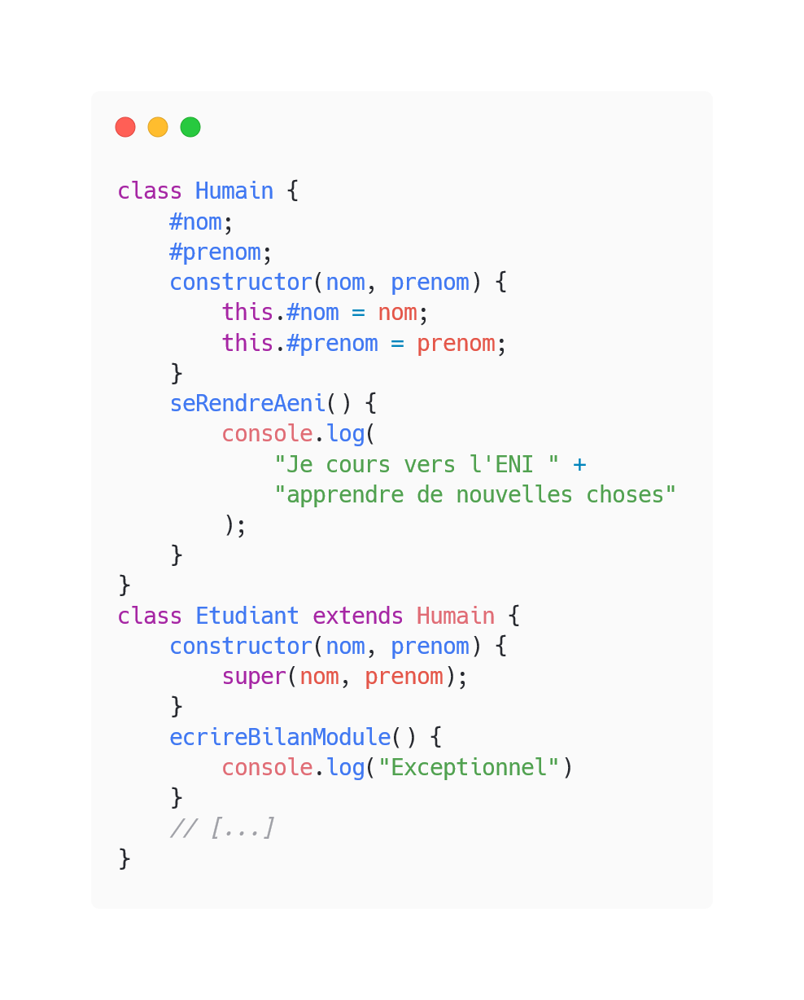 class Humain {
    #nom;
    #prenom;
    constructor(nom, prenom) {
        this.#nom = nom;
        this.#prenom = prenom;
    }
    seRendreAeni() {
        console.log(
            "Je cours vers l'ENI " +
            "apprendre de nouvelles choses"
        );
    }
}
class Etudiant extends Humain {
    constructor(nom, prenom) {
        super(nom, prenom);
    }
    ecrireBilanModule() {
        console.log("Exceptionnel")
    }
    // [...]
}